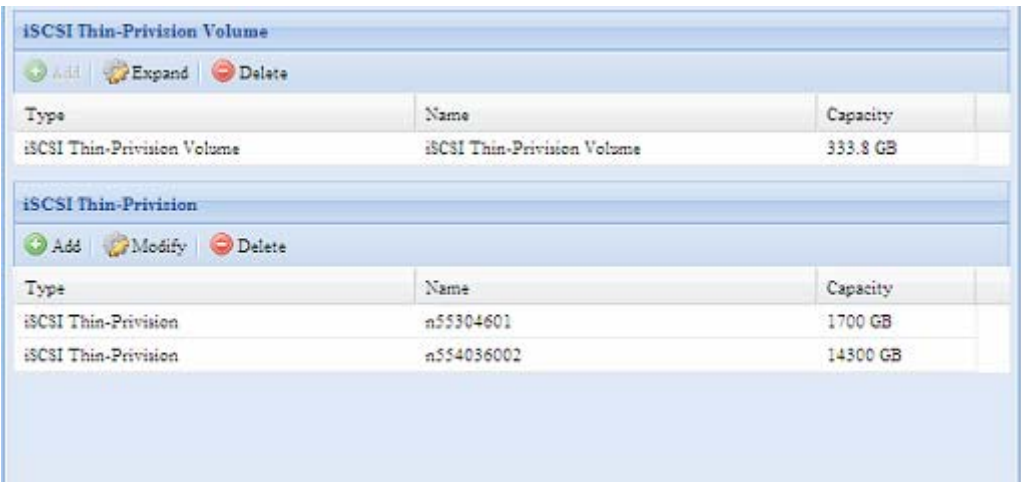 iSCSI Thin-Privision Volume
Add Expand Delete
Type Name Capacity
iSCSI Thin-Privision Volume iSCSI Thin-Privision Volume 333.8 GB
iSCSI Thin-Privision
Add Modify Delete
Type Name Capacity
iSCSI Thin-Privision n55304601 1700 GB
iSCSI Thin-Privision n554036002 14300 GB